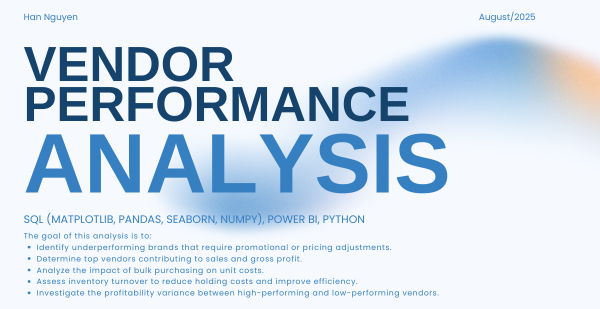 Han Nguyen
August/2025
VENDOR
PERFORMANCE
ANALYSIS
SQL (MATPLOTLIB, PANDAS, SEABORN, NUMPY), POWER BI, PYTHON
The goal of this analysis is to:
• Identify underperforming brands that require promotional or pricing adjustments.
• Determine top vendors contributing to sales and gross profit.
• Analyze the impact of bulk purchasing on unit costs.
• Assess inventory turnover to reduce holding costs and improve efficiency.
• Investigate the profitability variance between high-performing and low-performing vendors.